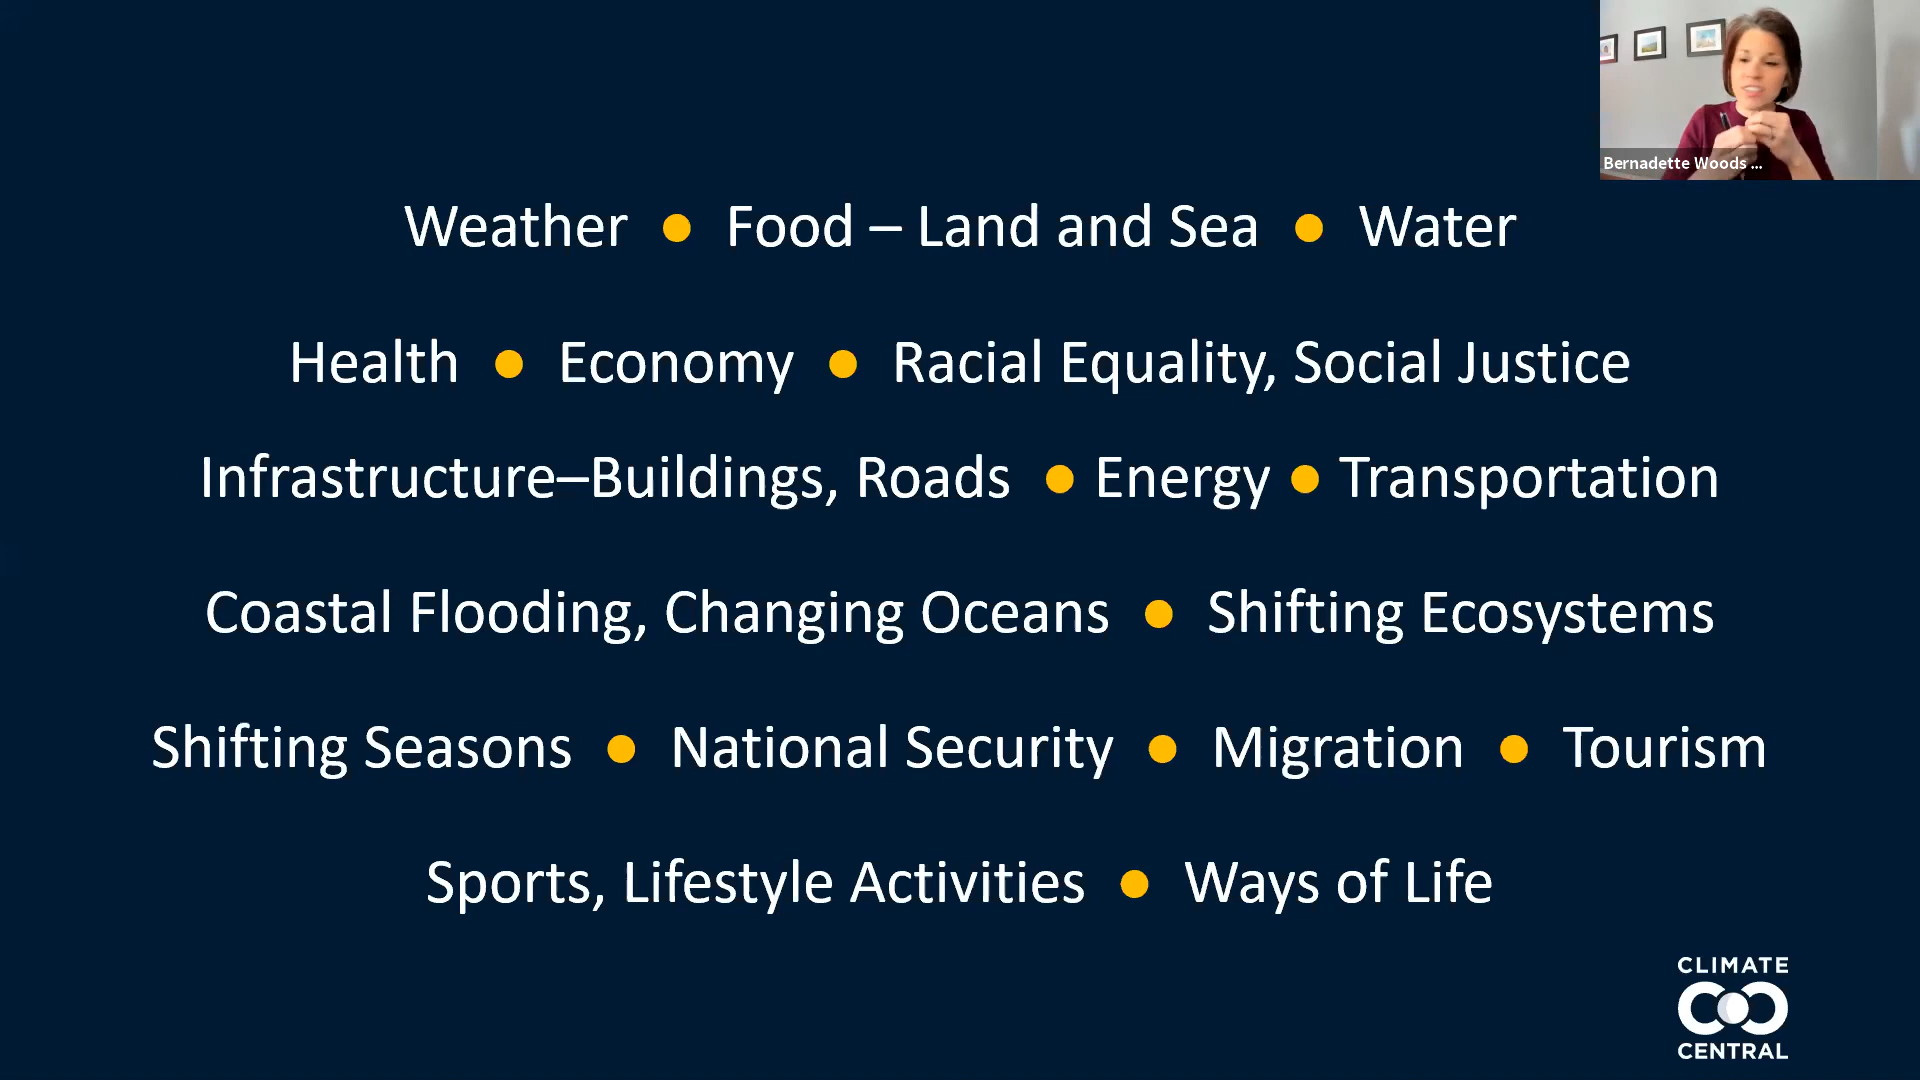 Bernadette Woods ...
Weather ● Food – Land and Sea ● Water
Health ● Economy ● Racial Equality, Social Justice
Infrastructure–Buildings, Roads ● Energy ● Transportation
Coastal Flooding, Changing Oceans ● Shifting Ecosystems
Shifting Seasons ● National Security ● Migration ● Tourism
Sports, Lifestyle Activities ● Ways of Life
CLIMATE
CENTRAL